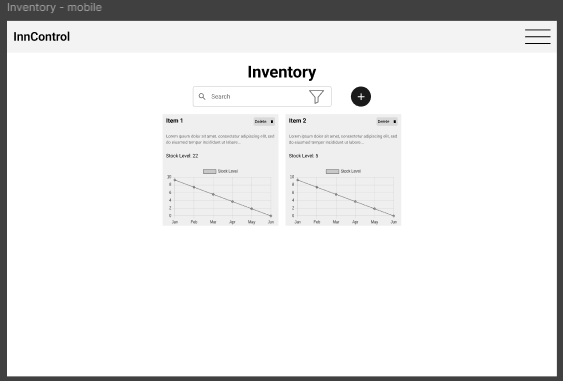 Inventory - mobile
InnControl
Inventory
Search
+
Item 1
Delete
Lorem ipsum dolor sit amet, consectetur adipiscing elit, sed
do eiusmod tempor incididunt ut labore...
Stock Level: 22
Stock Level
10
8
6
4
2
0
Jan Feb Mar Apr May Jun
Item 2
Delete
Lorem ipsum dolor sit amet, consectetur adipiscing elit, sed
do eiusmod tempor incididunt ut labore...
Stock Level: 5
Stock Level
10
8
6
4
2
0
Jan Feb Mar Apr May Jun